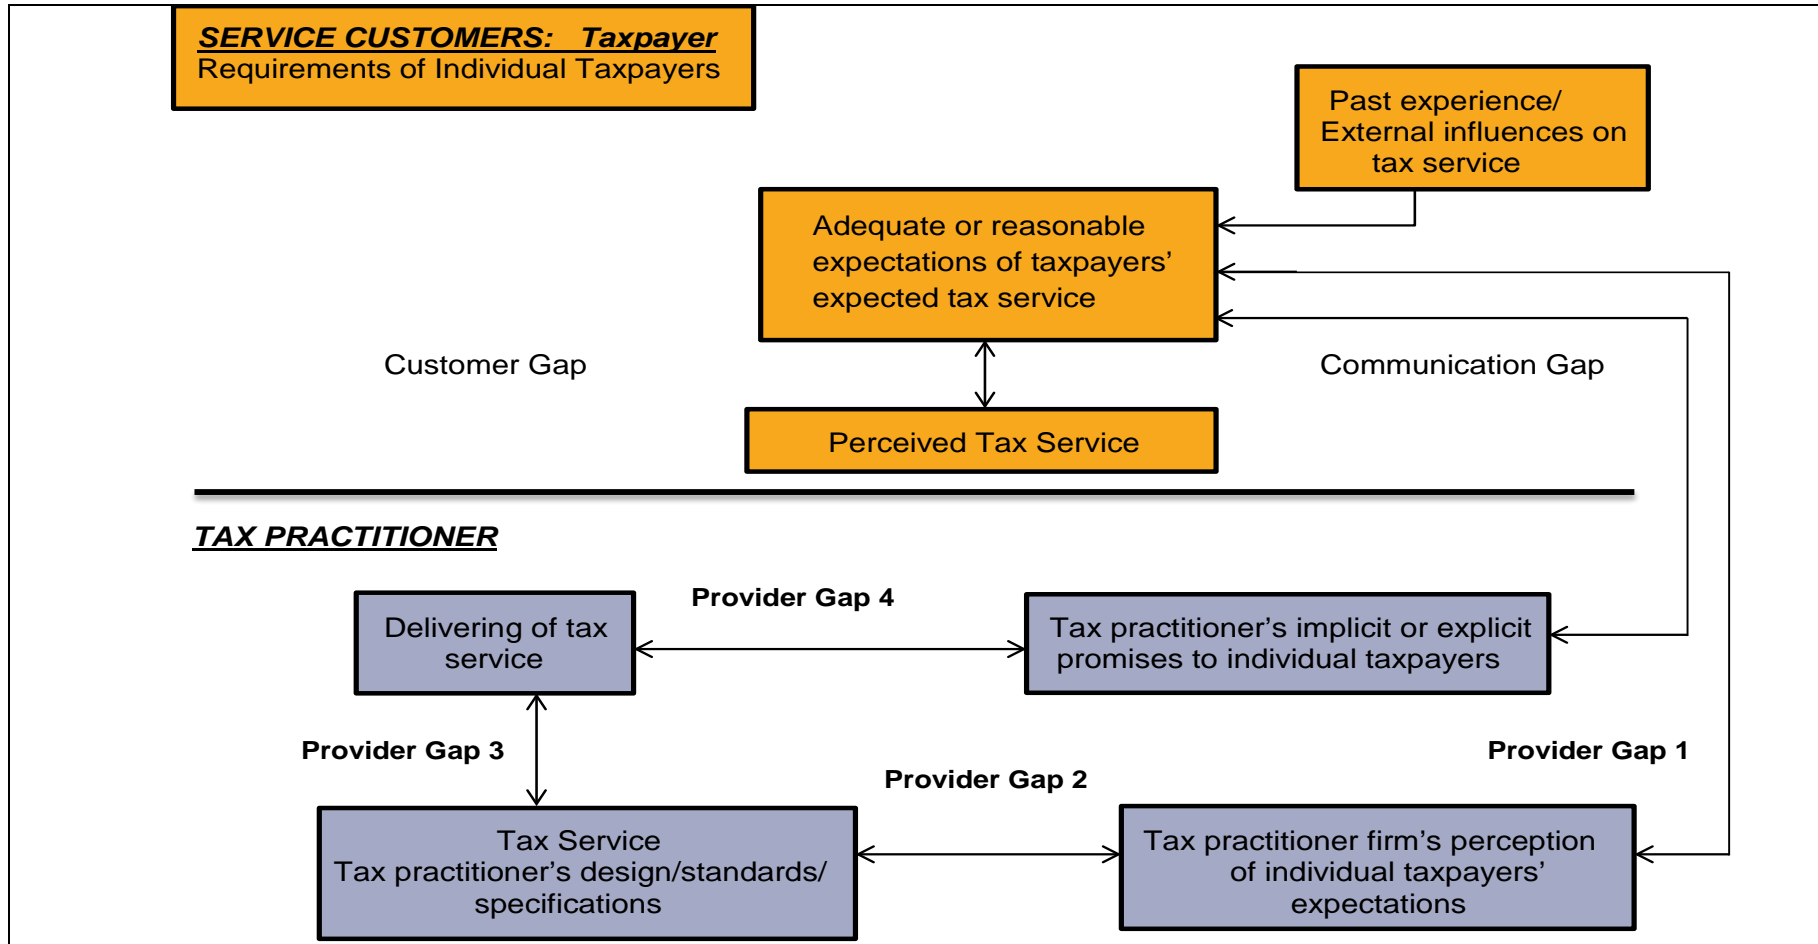 SERVICE CUSTOMERS: Taxpayer
Requirements of Individual Taxpayers
Past experience/
External influences on
tax service
Adequate or reasonable
expectations of taxpayers’
expected tax service
Customer Gap
Communication Gap
Perceived Tax Service
TAX PRACTITIONER
Provider Gap 4
Delivering of tax
service
Tax practitioner’s implicit or explicit
promises to individual taxpayers
Provider Gap 3
Provider Gap 1
Provider Gap 2
Tax Service
Tax practitioner’s design/standards/
specifications
Tax practitioner firm’s perception
of individual taxpayers’
expectations